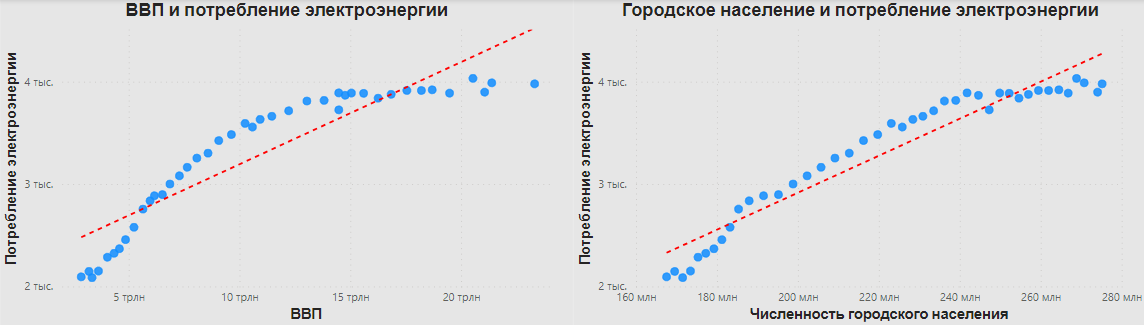 ВВП и потребление электроэнергии
Потребление электроэнергии
4 тыс.
3 тыс.
2 тыс.
5 трлн
10 трлн
15 трлн
20 трлн
ВВП
Городское население и потребление электроэнергии
Потребление электроэнергии
4 тыс.
3 тыс.
2 тыс.
160 млн
180 млн
200 млн
220 млн
240 млн
260 млн
280 млн
Численность городского населения